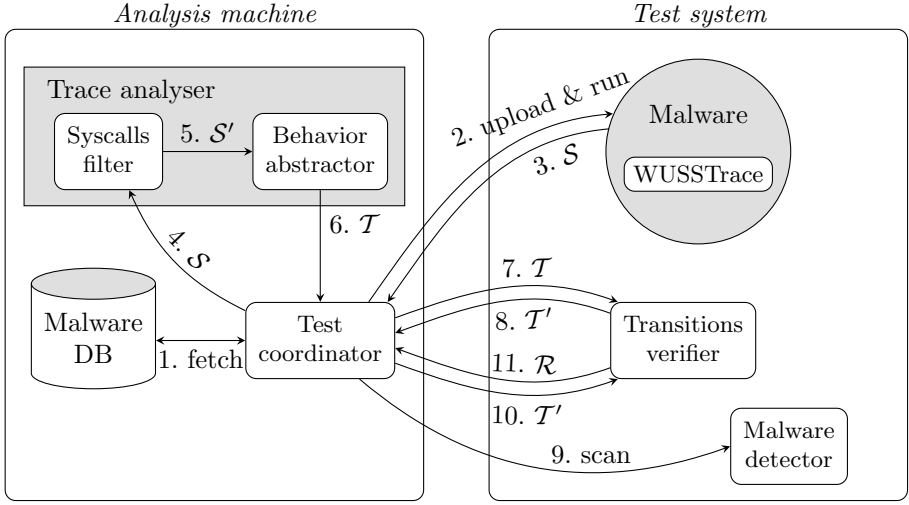 Analysis machine
Test system
Trace analyser
Syscalls
filter
5. 𝒮′
Behavior
abstractor
2. upload & run
3. 𝒮
Malware
WUSSTrace
4. 𝒮
6. 𝒯
Malware
DB
1. fetch
Test
coordinator
7. 𝒯
8. 𝒯′
11. ℛ
10. 𝒯′
Transitions
verifier
9. scan
Malware
detector